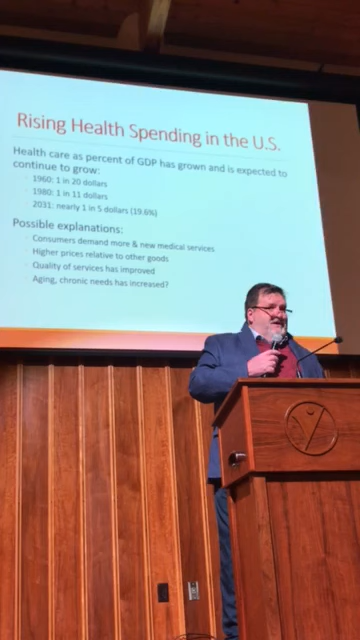 Rising Health Spending in the U.S.
Health care as percent of GDP has grown and is expected to
continue to grow:
1960: 1 in 20 dollars
1980: 1 in 11 dollars
2031: nearly 1 in 5 dollars (19.6%)
Possible explanations:
Consumers demand more & new medical services
Higher prices relative to other goods
Quality of services has improved
Aging, chronic needs has increased?